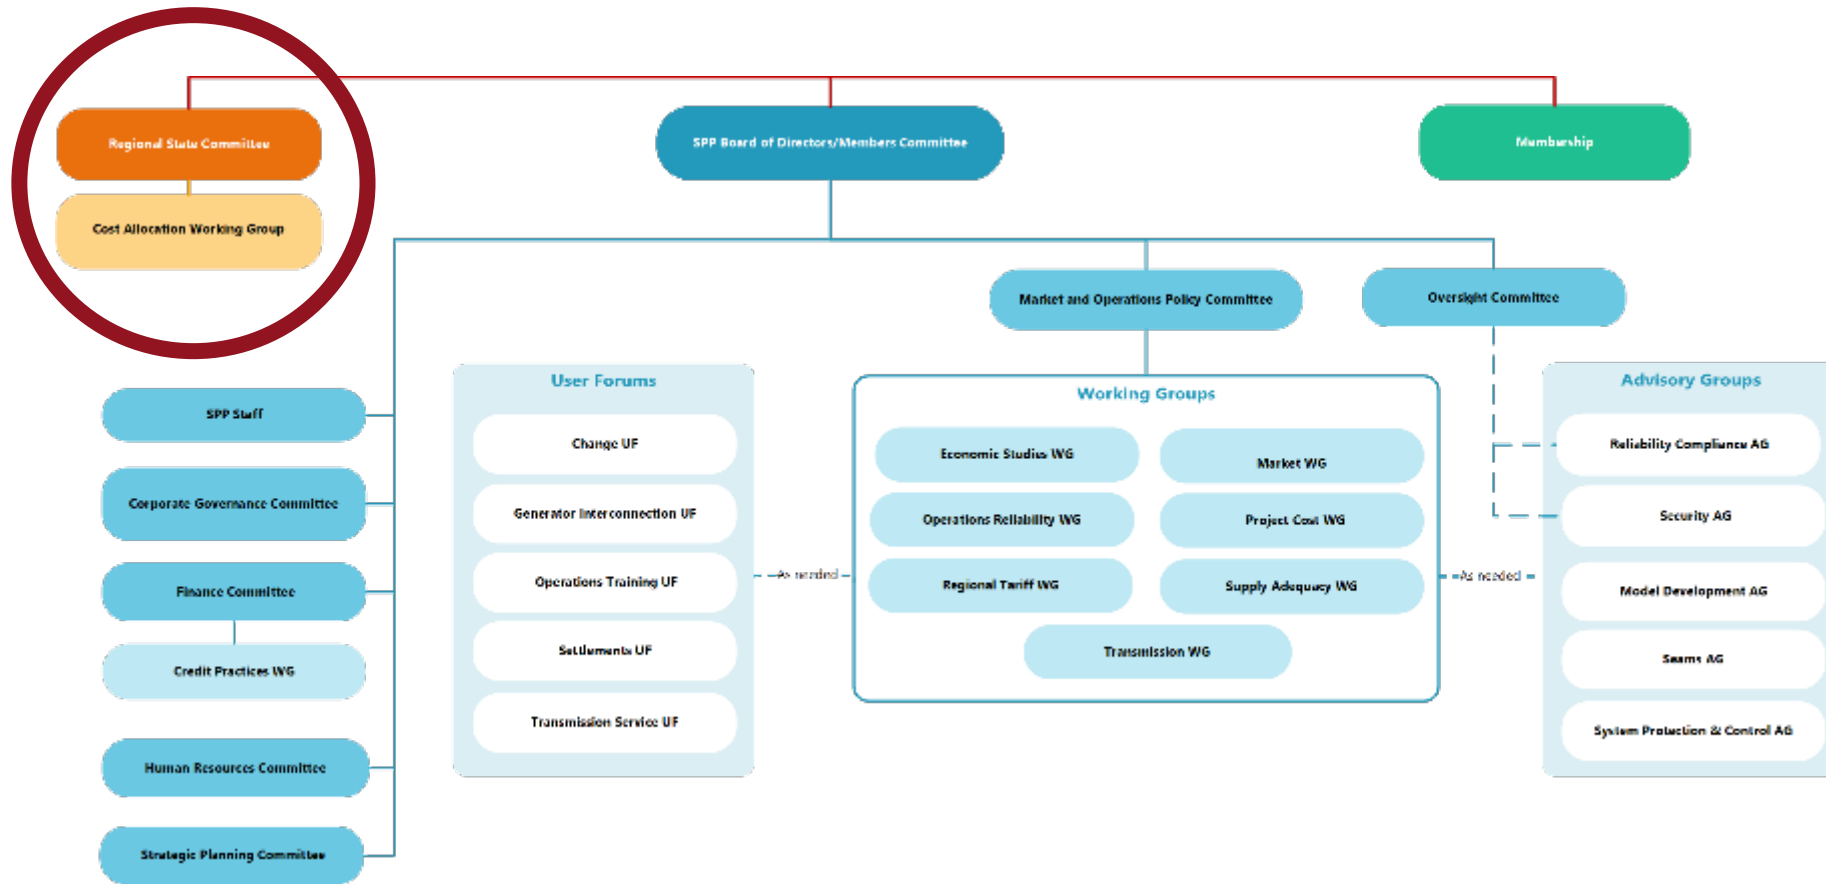 Regional State Committee
Cost Allocation Working Group
SPP Board of Directors/Members Committee
Membership
Market and Operations Policy Committee
Oversight Committee
SPP Staff
Corporate Governance Committee
Finance Committee
Credit Practices WG
Human Resources Committee
Strategic Planning Committee
User Forums
Change UF
Generator Interconnection UF
Operations Training UF
Settlements UF
Transmission Service UF
As needed
Working Groups
Economic Studies WG
Market WG
Operations Reliability WG
Project Cost WG
Regional Tariff WG
Supply Adequacy WG
Transmission WG
As needed
Advisory Groups
Reliability Compliance AG
Security AG
Model Development AG
Seams AG
System Protection & Control AG